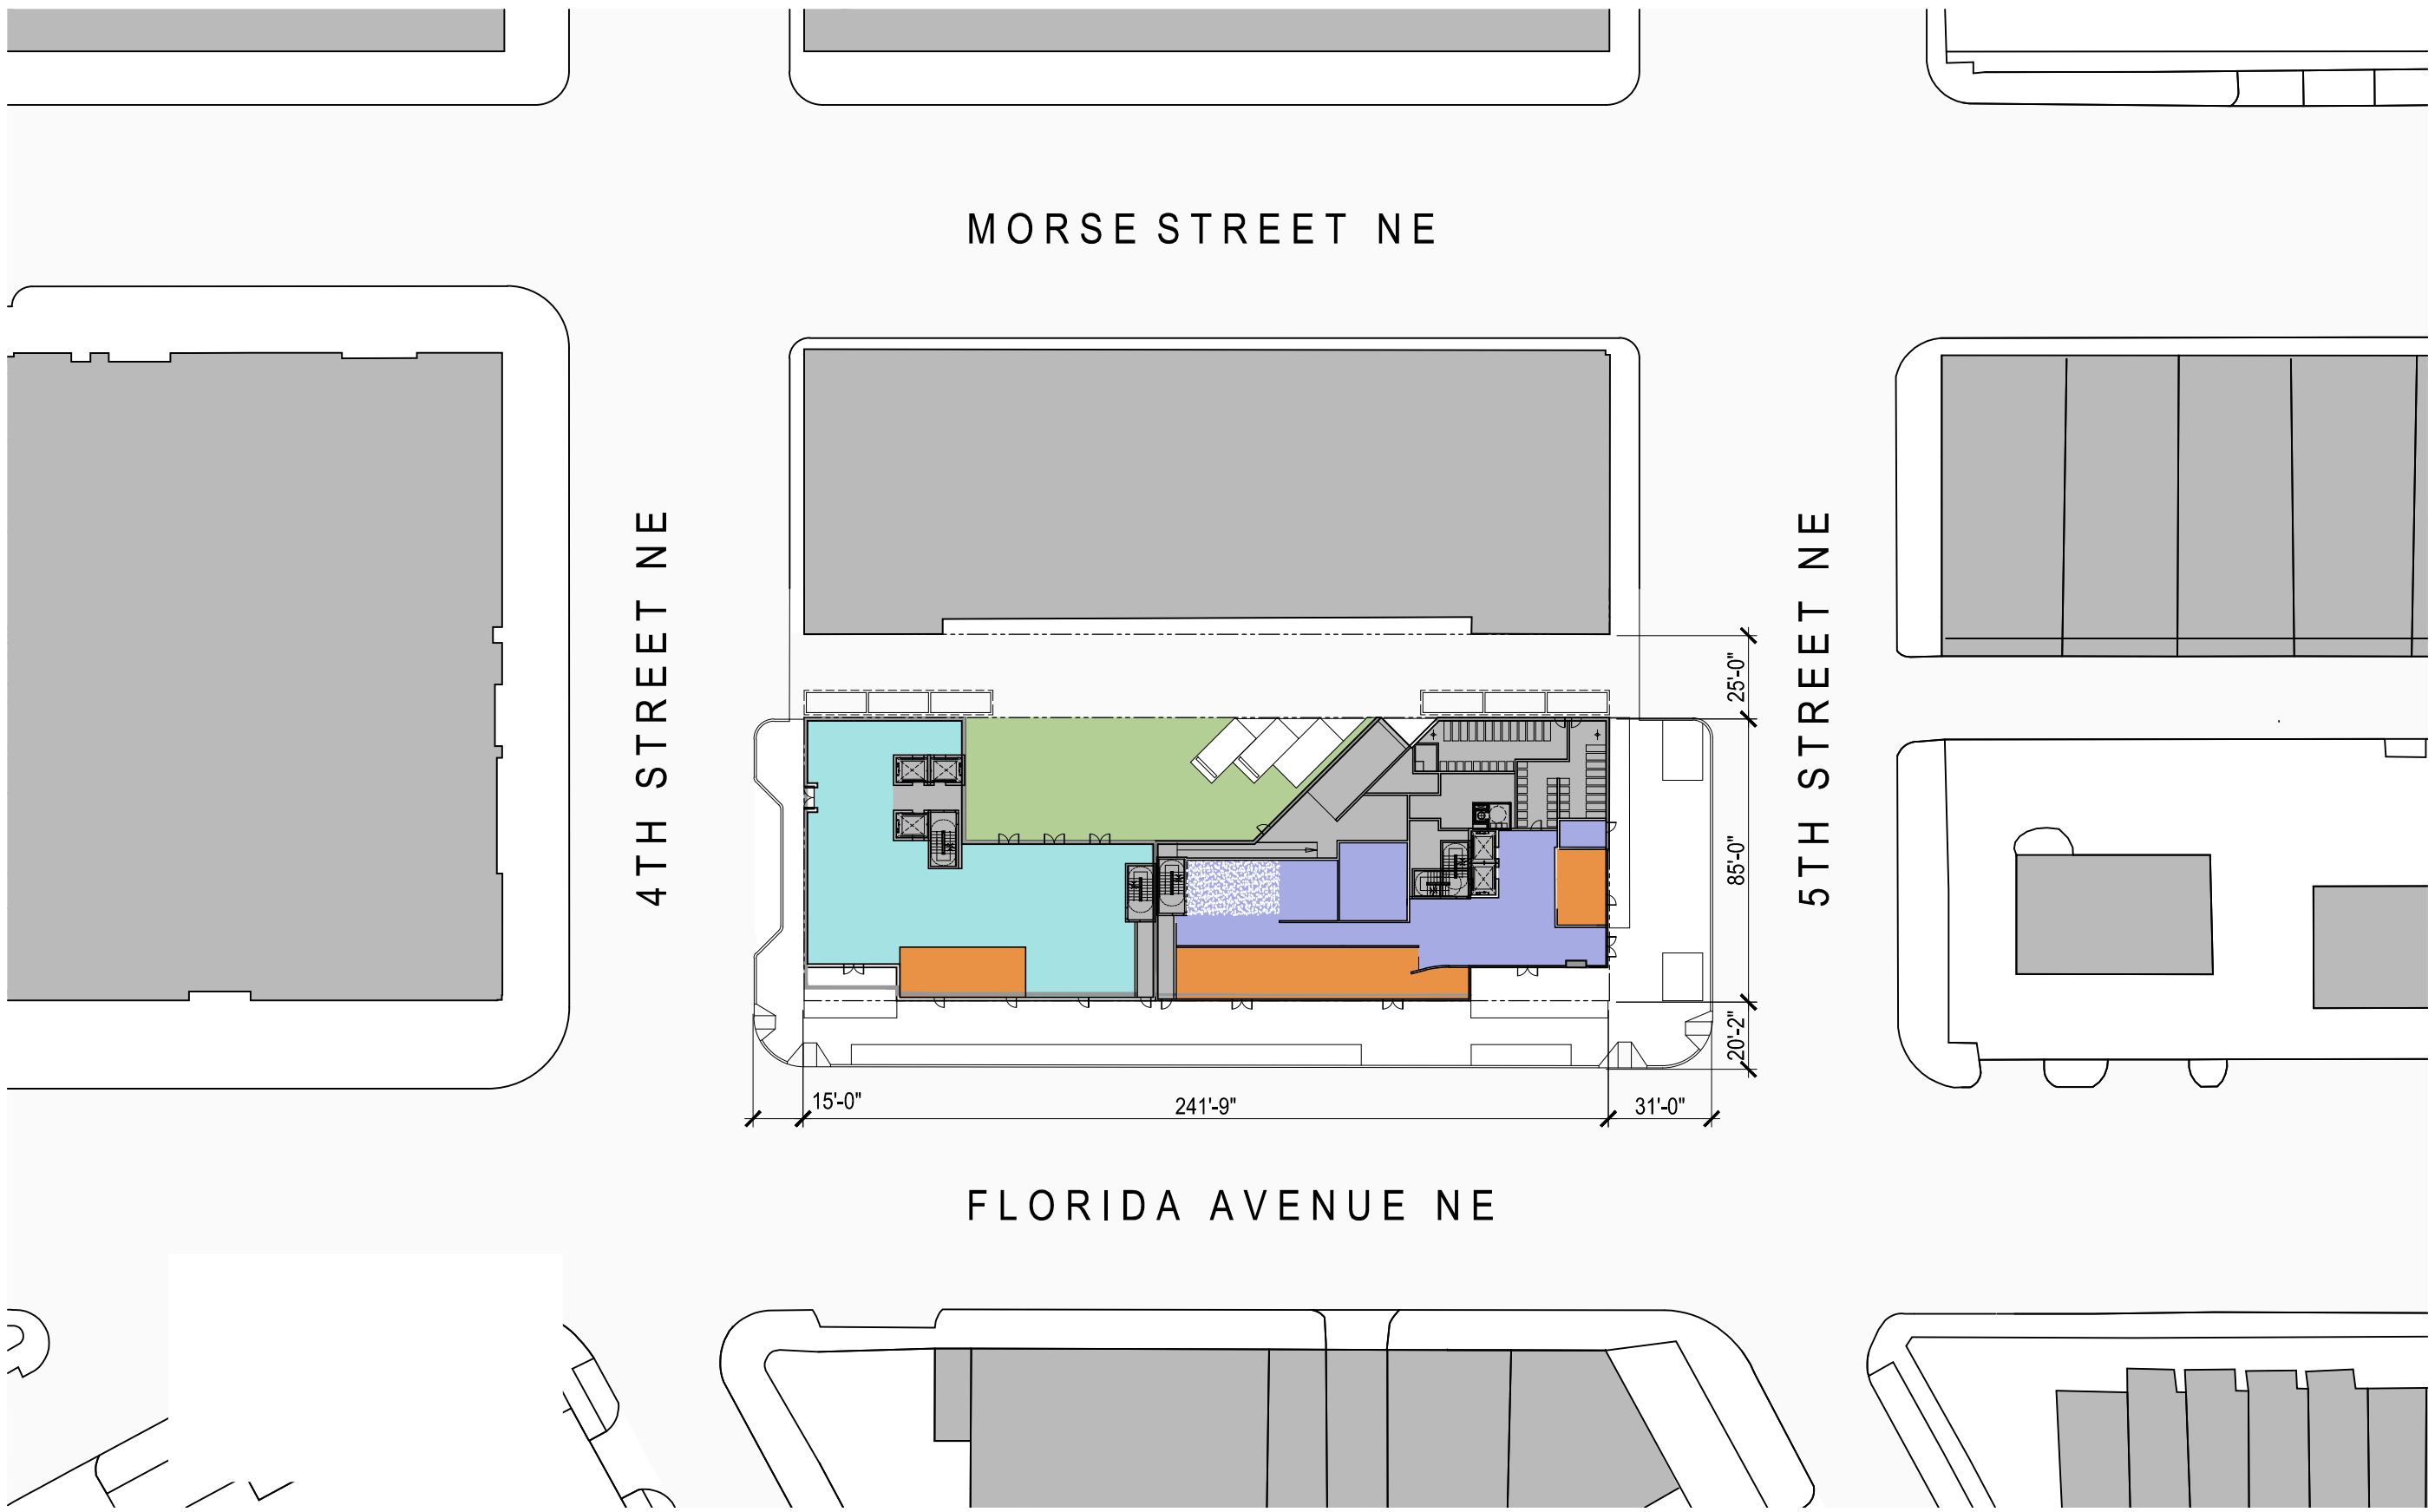 MORSE STREET NE
4TH STREET NE
5TH STREET NE
25'-0"
85'-0"
20'-2"
15'-0"
241'-9"
31'-0"
FLORIDA AVENUE NE